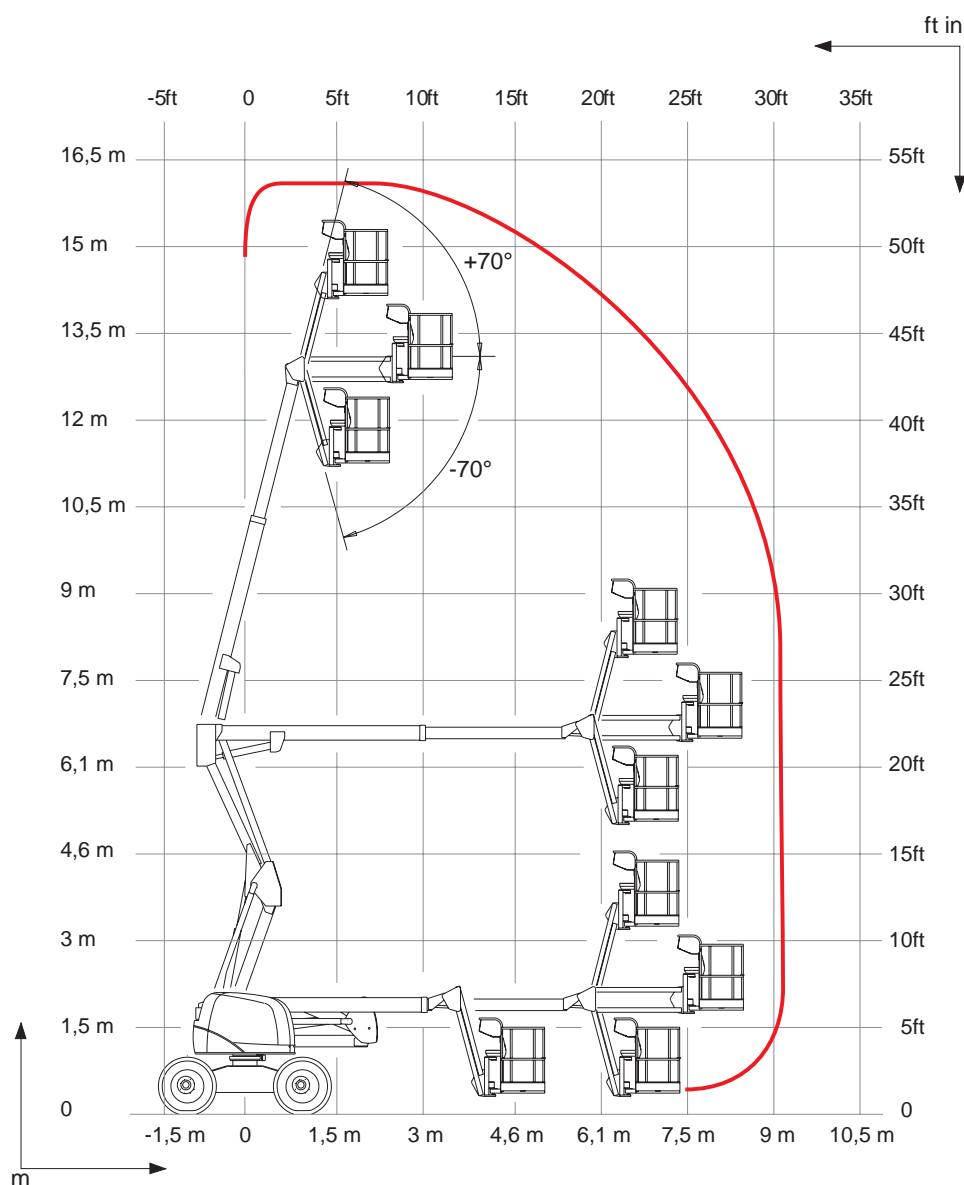 ft in
-5ft 0 5ft 10ft 15ft 20ft 25ft 30ft 35ft
16,5 m 55ft
15 m 50ft
+70°
13,5 m 45ft
12 m 40ft
-70°
10,5 m 35ft
9 m 30ft
7,5 m 25ft
6,1 m 20ft
4,6 m 15ft
3 m 10ft
1,5 m 5ft
0 0
-1,5 m 0 1,5 m 3 m 4,6 m 6,1 m 7,5 m 9 m 10,5 m
m